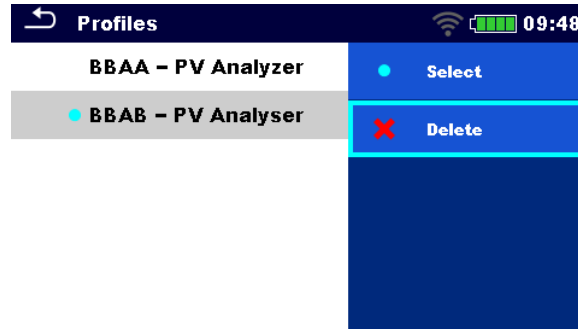 Profiles 09:48
BBAA – PV Analyzer
BBAB – PV Analyser
Select
Delete